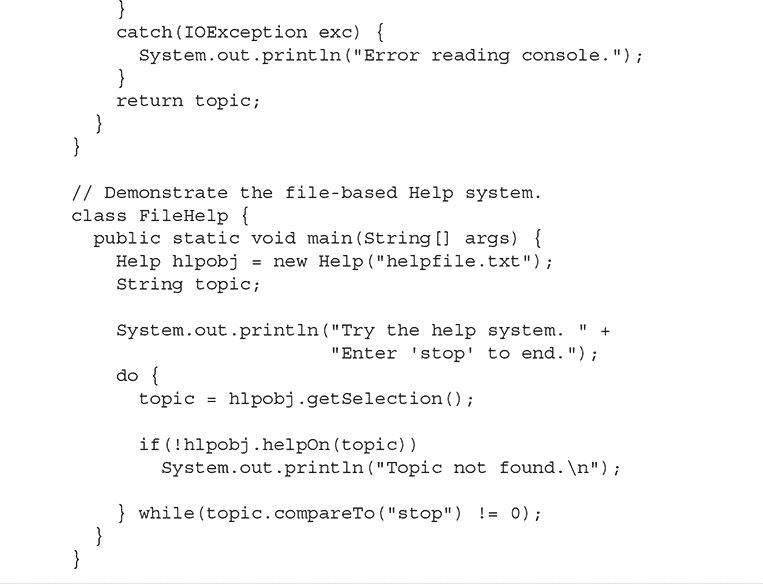 }
    catch(IOException exc) {
      System.out.println("Error reading console.");
    }
    return topic;
  }
}

// Demonstrate the file-based Help system.
class FileHelp {
  public static void main(String[] args) {
    Help hlpobj = new Help("helpfile.txt");
    String topic;

    System.out.println("Try the help system. " +
                       "Enter 'stop' to end.");
    do {
      topic = hlpobj.getSelection();

      if(!hlpobj.helpOn(topic))
        System.out.println("Topic not found.\n");

    } while(topic.compareTo("stop") != 0);
  }
}